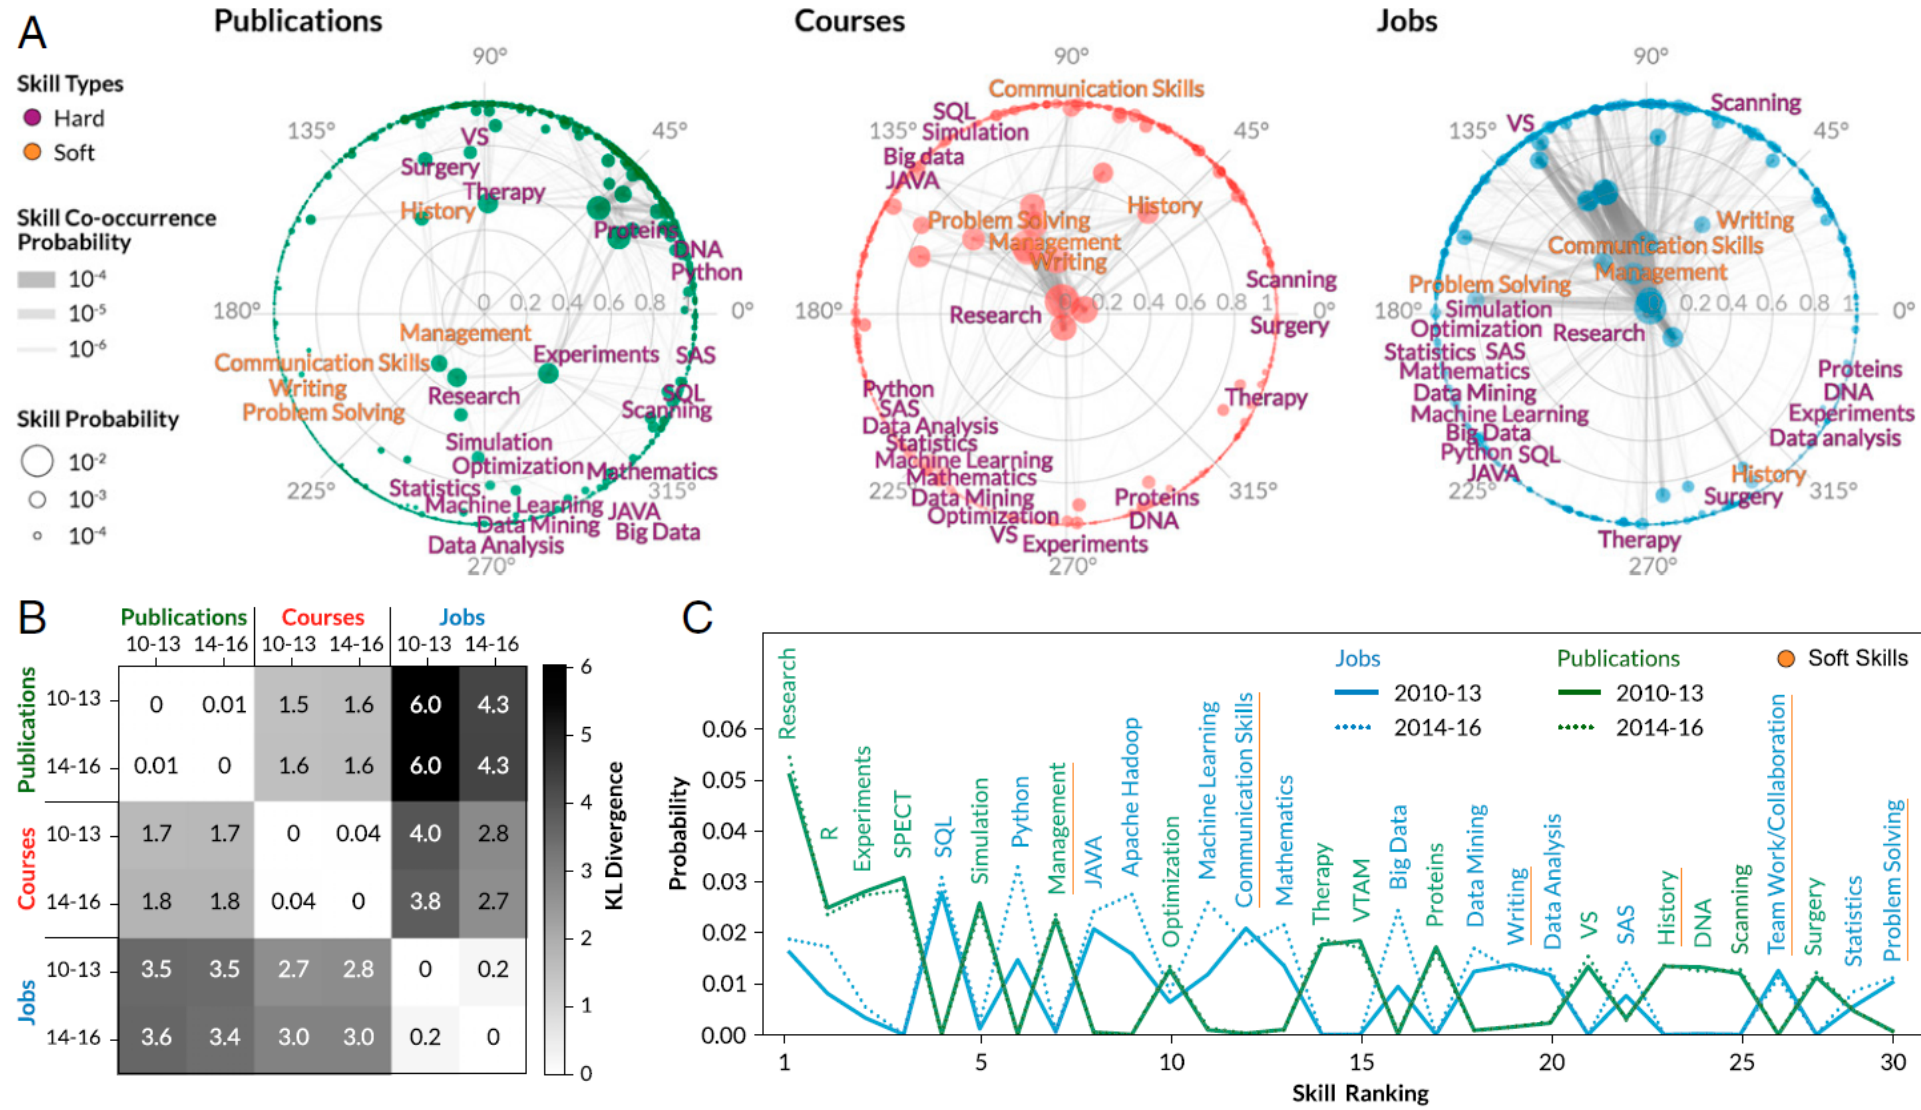 A
Publications
Courses
Jobs
Skill Types
Hard
Soft
Skill Co-occurrence
Probability
10-4
10-5
10-6
Skill Probability
10-2
10-3
10-4
90°
135°
45°
VS
Surgery
Therapy
History
Proteins
DNA
Python
180°
0 0.2 0.4 0.6 0.8
0°
Management
Experiments
SAS
Communication Skills
Research
SQL
Writing
Scanning
Problem Solving
Simulation
Optimization
Mathematics
Statistics
225°
315°
Machine Learning
JAVA
Data Mining
Big Data
Data Analysis
270°
90°
Communication Skills
SQL
135°
45°
Simulation
Big data
JAVA
History
Problem Solving
Management
Writing
Scanning
180°
Research
0.2 0.4 0.6 0.8 1
0°
Surgery
Python
Therapy
SAS
Data Analysis
Statistics
Machine Learning
Mathematics
225°
315°
Data Mining
Proteins
Optimization
DNA
VS
Experiments
270°
90°
Scanning
VS
135°
45°
Writing
Communication Skills
Management
Problem Solving
180°
Simulation
0 0.2 0.4 0.6 0.8 1
0°
Optimization
Research
Statistics SAS
Mathematics
Proteins
Data Mining
DNA
Machine Learning
Experiments
Big Data
Data analysis
Python SQL
JAVA
History
225°
315°
Surgery
Therapy
270°
B
Publications Courses Jobs
10-13 14-16 10-13 14-16 10-13 14-16
Publications
10-13 0 0.01 1.5 1.6 6.0 4.3
14-16 0.01 0 1.6 1.6 6.0 4.3
Courses
10-13 1.7 1.7 0 0.04 4.0 2.8
14-16 1.8 1.8 0.04 0 3.8 2.7
Jobs
10-13 3.5 3.5 2.7 2.8 0 0.2
14-16 3.6 3.4 3.0 3.0 0.2 0
6
5
4
3
2
1
0
KL Divergence
C
Jobs
2010-13
2014-16
Publications
2010-13
2014-16
Soft Skills
Probability
0.06
0.05
0.04
0.03
0.02
0.01
0.00
Research
R
Experiments
SPECT
SQL
Simulation
Python
Management
JAVA
Apache Hadoop
Optimization
Machine Learning
Communication Skills
Mathematics
Therapy
VTAM
Big Data
Proteins
Data Mining
Writing
Data Analysis
VS
SAS
History
DNA
Scanning
Team Work/Collaboration
Surgery
Statistics
Problem Solving
1 5 10 15 20 25 30
Skill Ranking